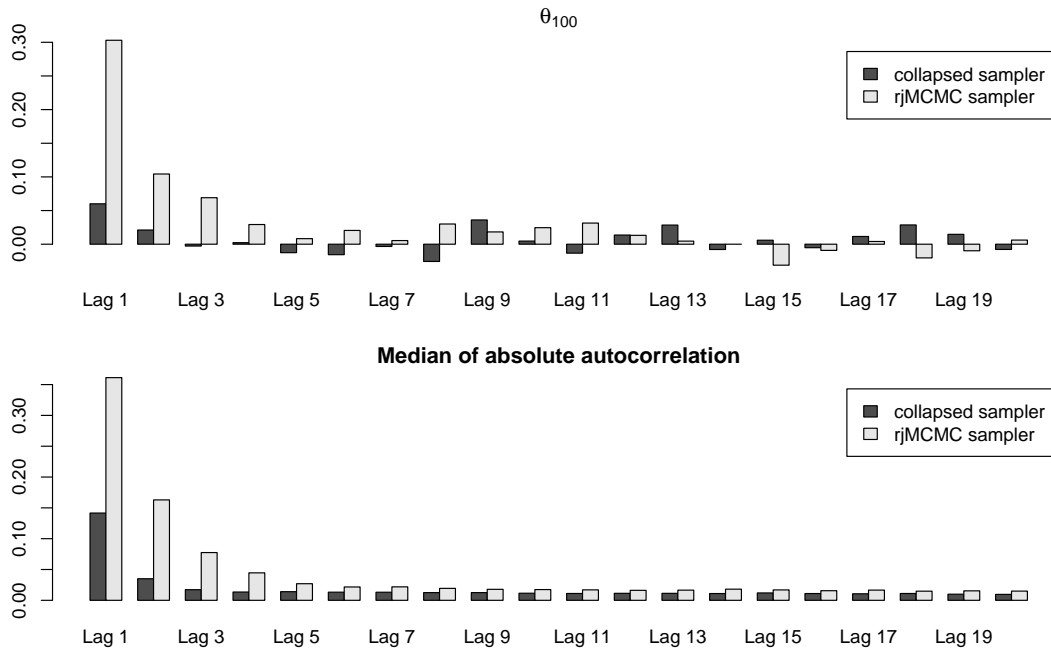 θ100
0.30
0.20
0.10
0.00
collapsed sampler
rjMCMC sampler
Lag 1 Lag 3 Lag 5 Lag 7 Lag 9 Lag 11 Lag 13 Lag 15 Lag 17 Lag 19
Median of absolute autocorrelation
0.30
0.20
0.10
0.00
collapsed sampler
rjMCMC sampler
Lag 1 Lag 3 Lag 5 Lag 7 Lag 9 Lag 11 Lag 13 Lag 15 Lag 17 Lag 19